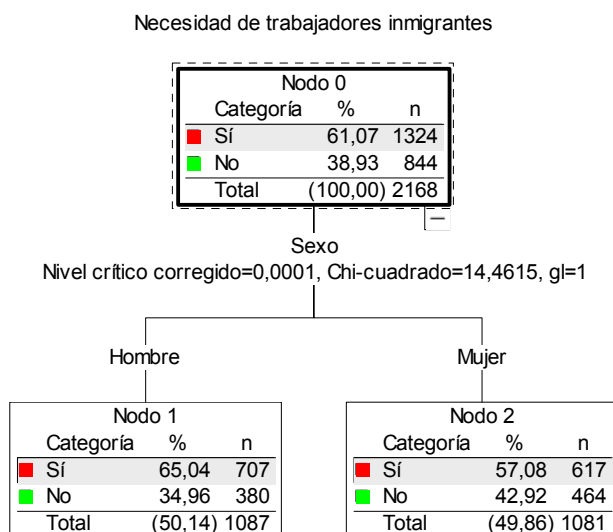 Necesidad de trabajadores inmigrantes
Nodo 0
Categoría % n
Sí 61,07 1324
No 38,93 844
Total (100,00) 2168
Sexo
Nivel crítico corregido=0,0001, Chi-cuadrado=14,4615, gl=1
Hombre Mujer
Nodo 1
Categoría % n
Sí 65,04 707
No 34,96 380
Total (50,14) 1087
Nodo 2
Categoría % n
Sí 57,08 617
No 42,92 464
Total (49,86) 1081